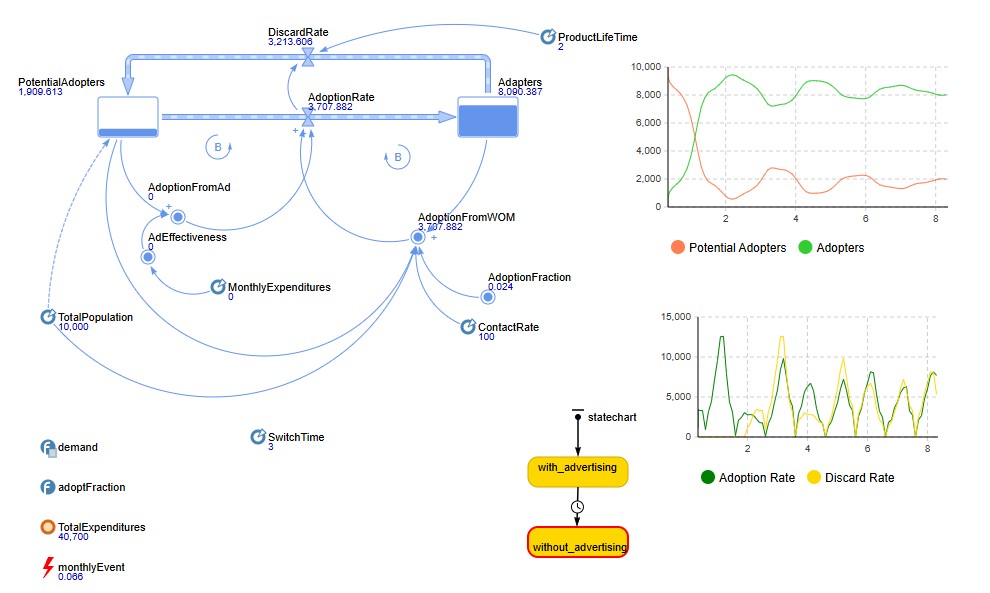 DiscardRate
3,213.606
ProductLifeTime
2
PotentialAdopters
1,909.613
AdoptionRate
3,707.882
+
Adapters
8,090.387
B
B
AdoptionFromAd
0
+
AdEffectiveness
0
AdoptionFromWOM
3,707.882
+
MonthlyExpenditures
0
AdoptionFraction
0.024
TotalPopulation
10,000
ContactRate
100
demand
SwitchTime
3
adoptFraction
TotalExpenditures
40,700
monthlyEvent
0.066
statechart
with_advertising
without_advertising
10,000
8,000
6,000
4,000
2,000
0
2 4 6 8
Potential Adopters Adopters
15,000
10,000
5,000
0
2 4 6 8
Adoption Rate Discard Rate